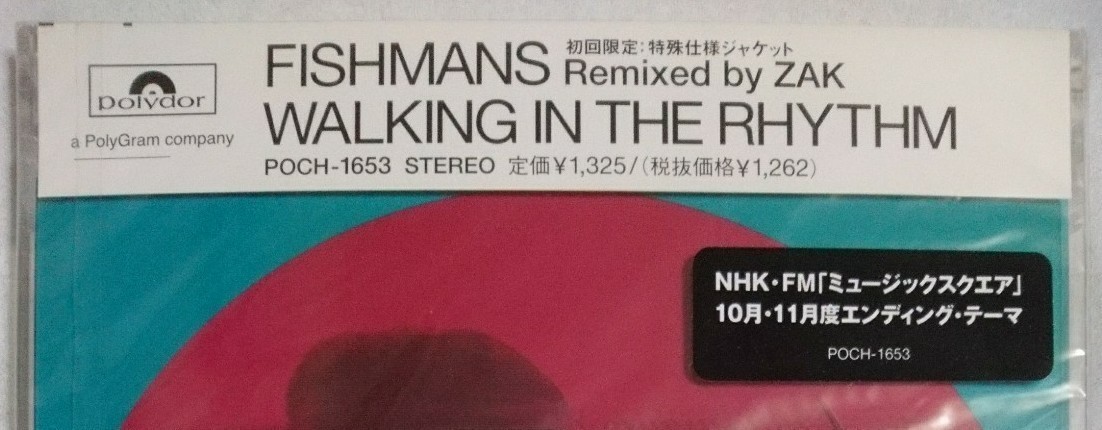 polydor
a PolyGram company
FISHMANS 初回限定:特殊仕様ジャケット
Remixed by ZAK
WALKING IN THE RHYTHM
POCH-1653 STEREO 定価¥1,325/(税抜価格¥1,262)
NHK・FM「ミュージックスクエア」
10月・11月度エンディング・テーマ
POCH-1653